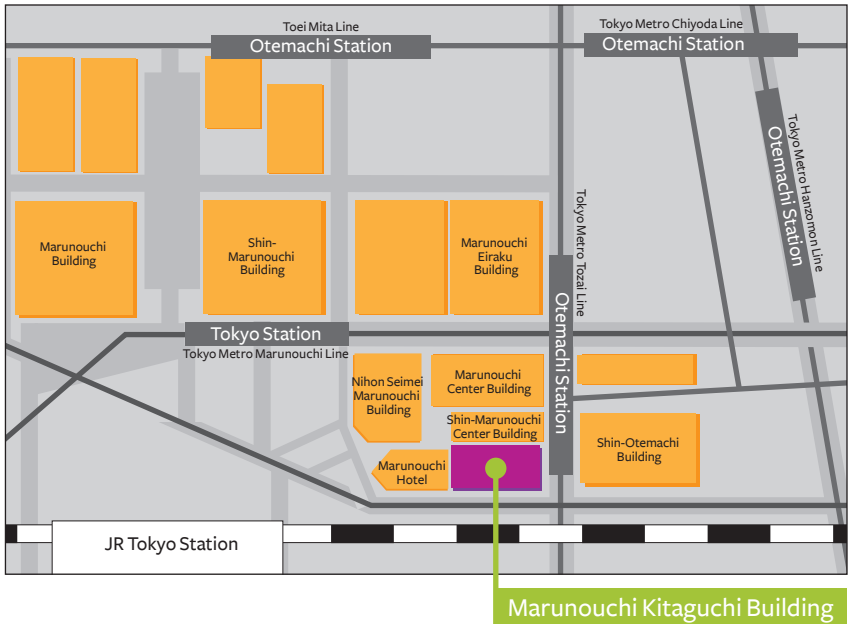 Toei Mita Line
Otemachi Station
Tokyo Metro Chiyoda Line
Otemachi Station
Tokyo Metro Hanzomon Line
Otemachi Station
Marunouchi
Building
Shin-
Marunouchi
Building
Marunouchi
Eiraku
Building
Tokyo Metro Tozai Line
Otemachi Station
Tokyo Station
Tokyo Metro Marunouchi Line
Nihon Seimei
Marunouchi
Building
Marunouchi
Center Building
Shin-Marunouchi
Center Building
Shin-Otemachi
Building
Marunouchi
Hotel
JR Tokyo Station
Marunouchi Kitaguchi Building